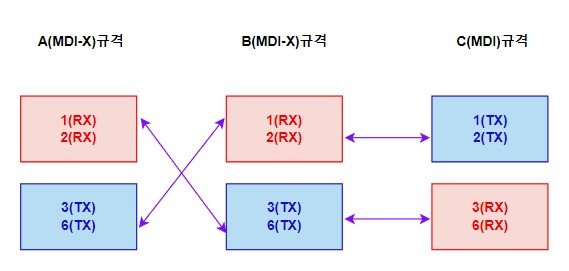 A(MDI-X)규격
B(MDI-X)규격
C(MDI)규격
1(RX)
2(RX)
1(RX)
2(RX)
1(TX)
2(TX)
3(TX)
6(TX)
3(TX)
6(TX)
3(RX)
6(RX)